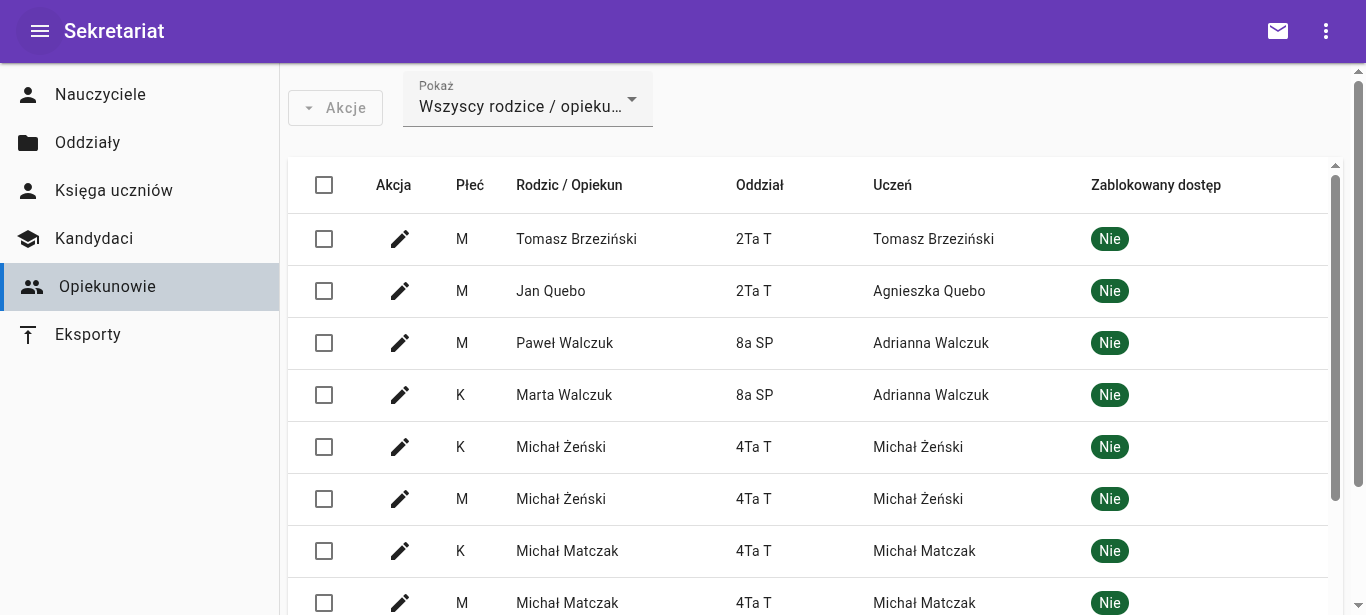 Sekretariat
Nauczyciele
Oddziały
Księga uczniów
Kandydaci
Opiekunowie
Eksporty
Akcje
Pokaż
Wszyscy rodzice / opieku...
Akcja Płeć Rodzic / Opiekun Oddział Uczeń Zablokowany dostęp
M Tomasz Brzeziński 2Ta T Tomasz Brzeziński Nie
M Jan Quebo 2Ta T Agnieszka Quebo Nie
M Paweł Walczuk 8a SP Adrianna Walczuk Nie
K Marta Walczuk 8a SP Adrianna Walczuk Nie
K Michał Żeński 4Ta T Michał Żeński Nie
M Michał Żeński 4Ta T Michał Żeński Nie
K Michał Matczak 4Ta T Michał Matczak Nie
M Michał Matczak 4Ta T Michał Matczak Nie